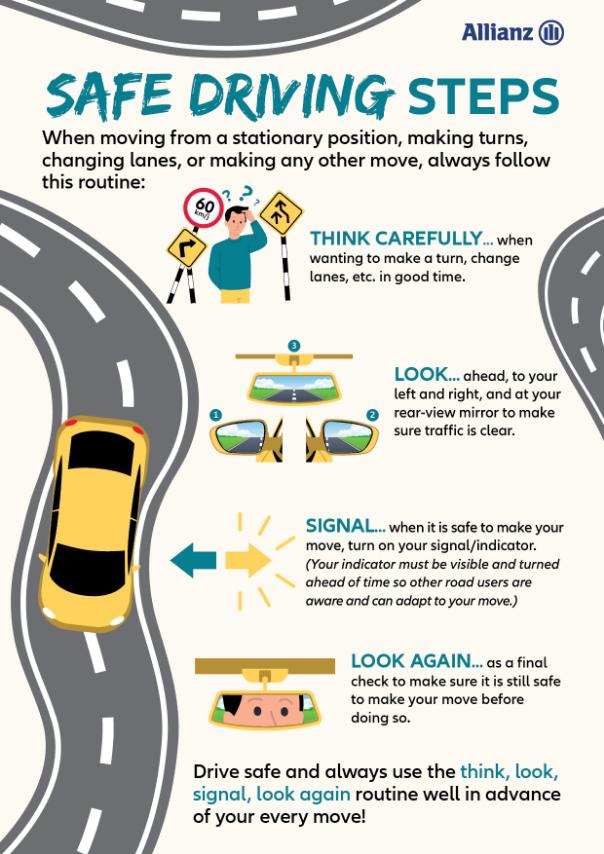 Allianz
SAFE DRIVING STEPS
When moving from a stationary position, making turns,
changing lanes, or making any other move, always follow
this routine:
60
km/j
? ? ?
THINK CAREFULLY... when
wanting to make a turn, change
lanes, etc. in good time.
3
1
2
LOOK... ahead, to your
left and right, and at your
rear-view mirror to make
sure traffic is clear.
SIGNAL... when it is safe to make your
move, turn on your signal/indicator.
(Your indicator must be visible and turned
ahead of time so other road users are
aware and can adapt to your move.)
LOOK AGAIN... as a final
check to make sure it is still safe
to make your move before
doing so.
Drive safe and always use the think, look,
signal, look again routine well in advance
of your every move!